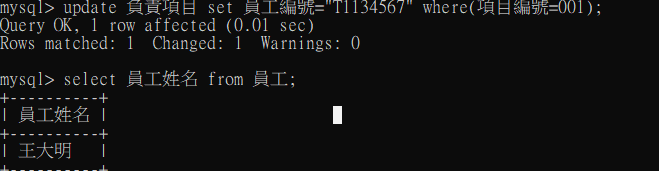 mysql> update 負責項目 set 員工編號="T1134567" where(項目編號=001);
Query OK, 1 row affected (0.01 sec)
Rows matched: 1  Changed: 1  Warnings: 0
mysql> select 員工姓名 from 員工;
+----------+
| 員工姓名 |
+----------+
| 王大明   |
+----------+